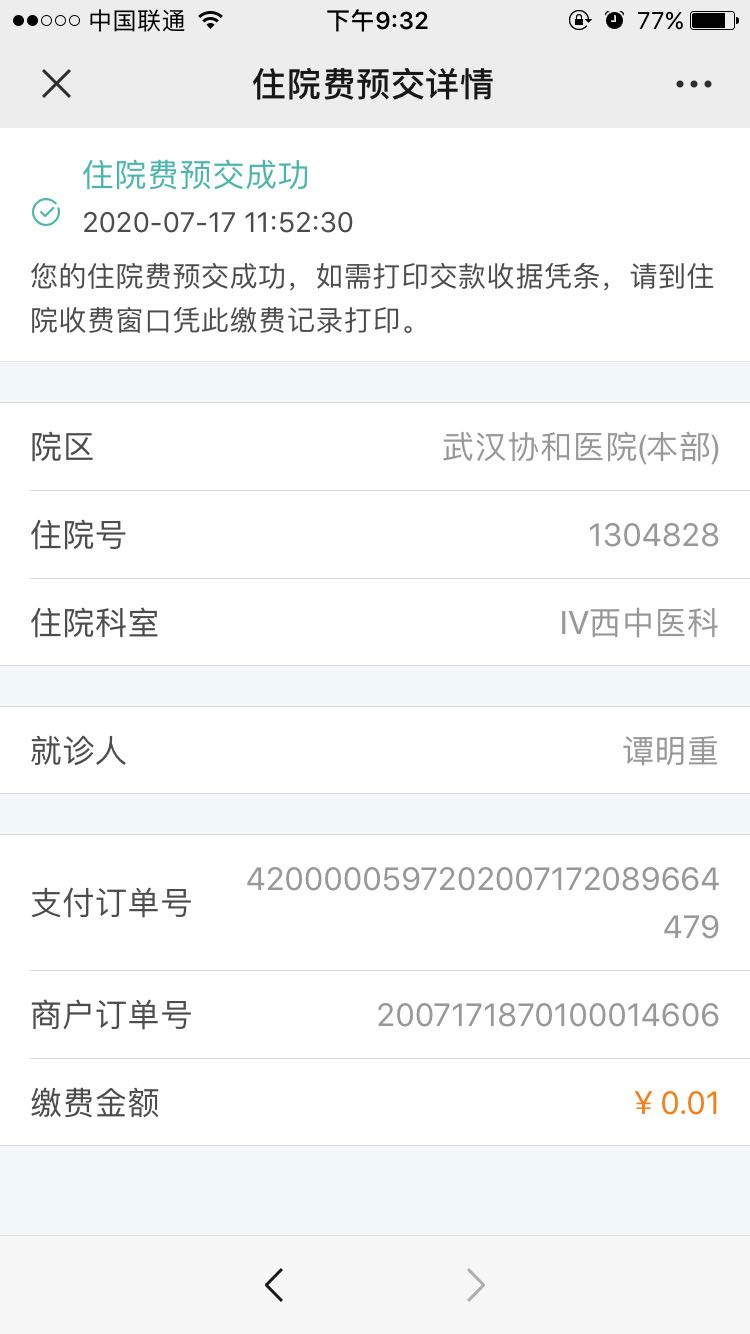 中国联通 下午9:32 77%
住院费预交详情
住院费预交成功
2020-07-17 11:52:30
您的住院费预交成功，如需打印交款收据凭条，请到住
院收费窗口凭此缴费记录打印。
院区 武汉协和医院(本部)
住院号 1304828
住院科室 IV西中医科
就诊人 谭明重
支付订单号 4200000597202007172089664
479
商户订单号 2007171870100014606
缴费金额 ¥ 0.01